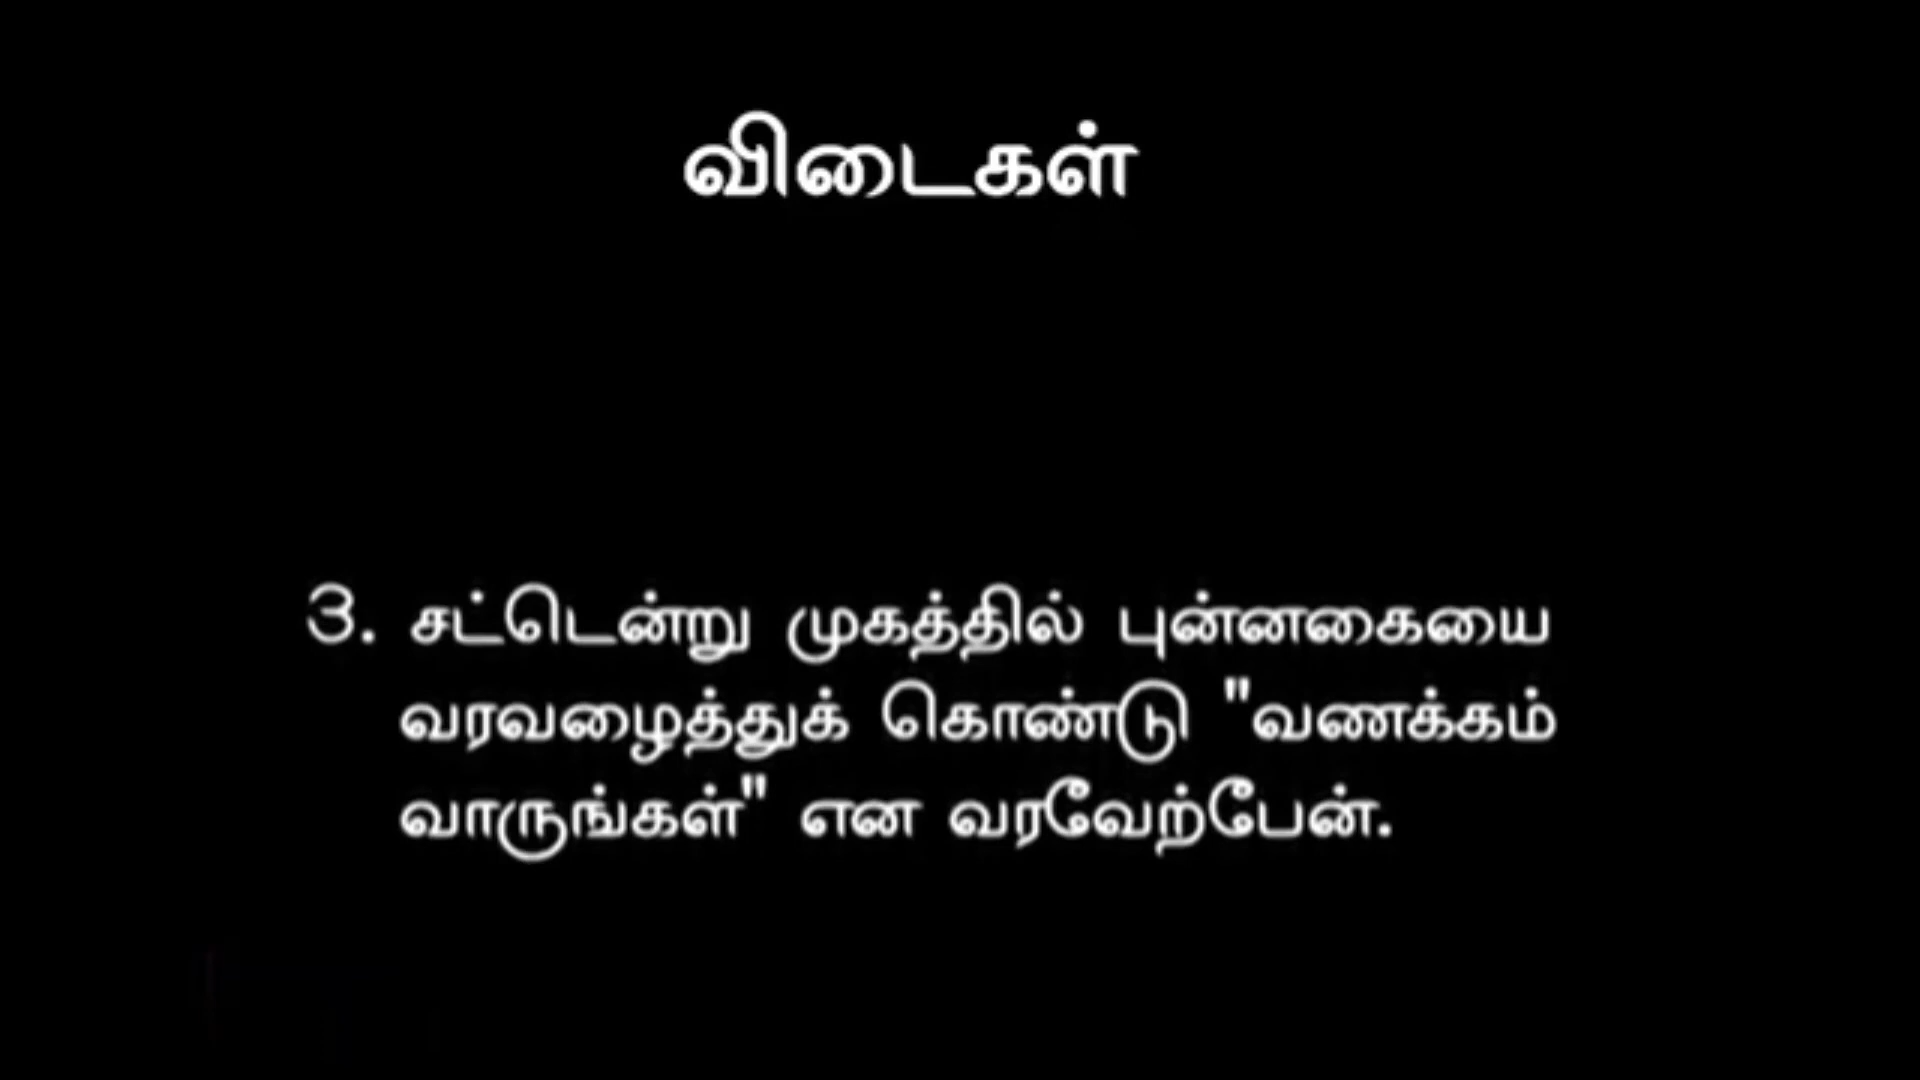 விடைகள்
3. சட்டென்று முகத்தில் புன்னகையை
வரவழைத்துக் கொண்டு "வணக்கம்
வாருங்கள்" என வரவேற்பேன்.